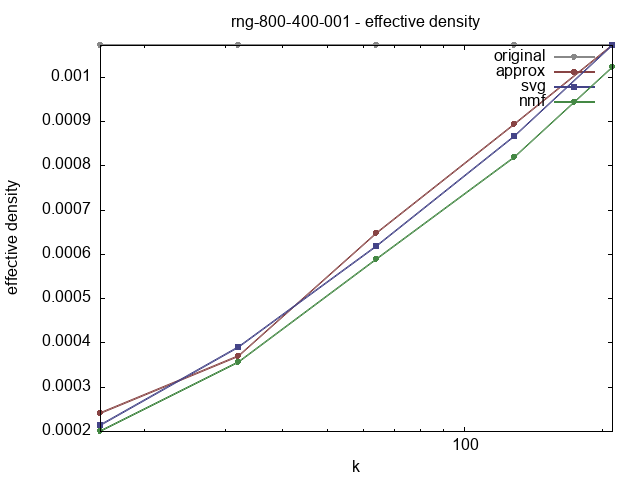 rng-800-400-001 - effective density
original
approx
svg
nmf
0.001
0.0009
0.0008
0.0007
0.0006
0.0005
0.0004
0.0003
0.0002
effective density
100
k